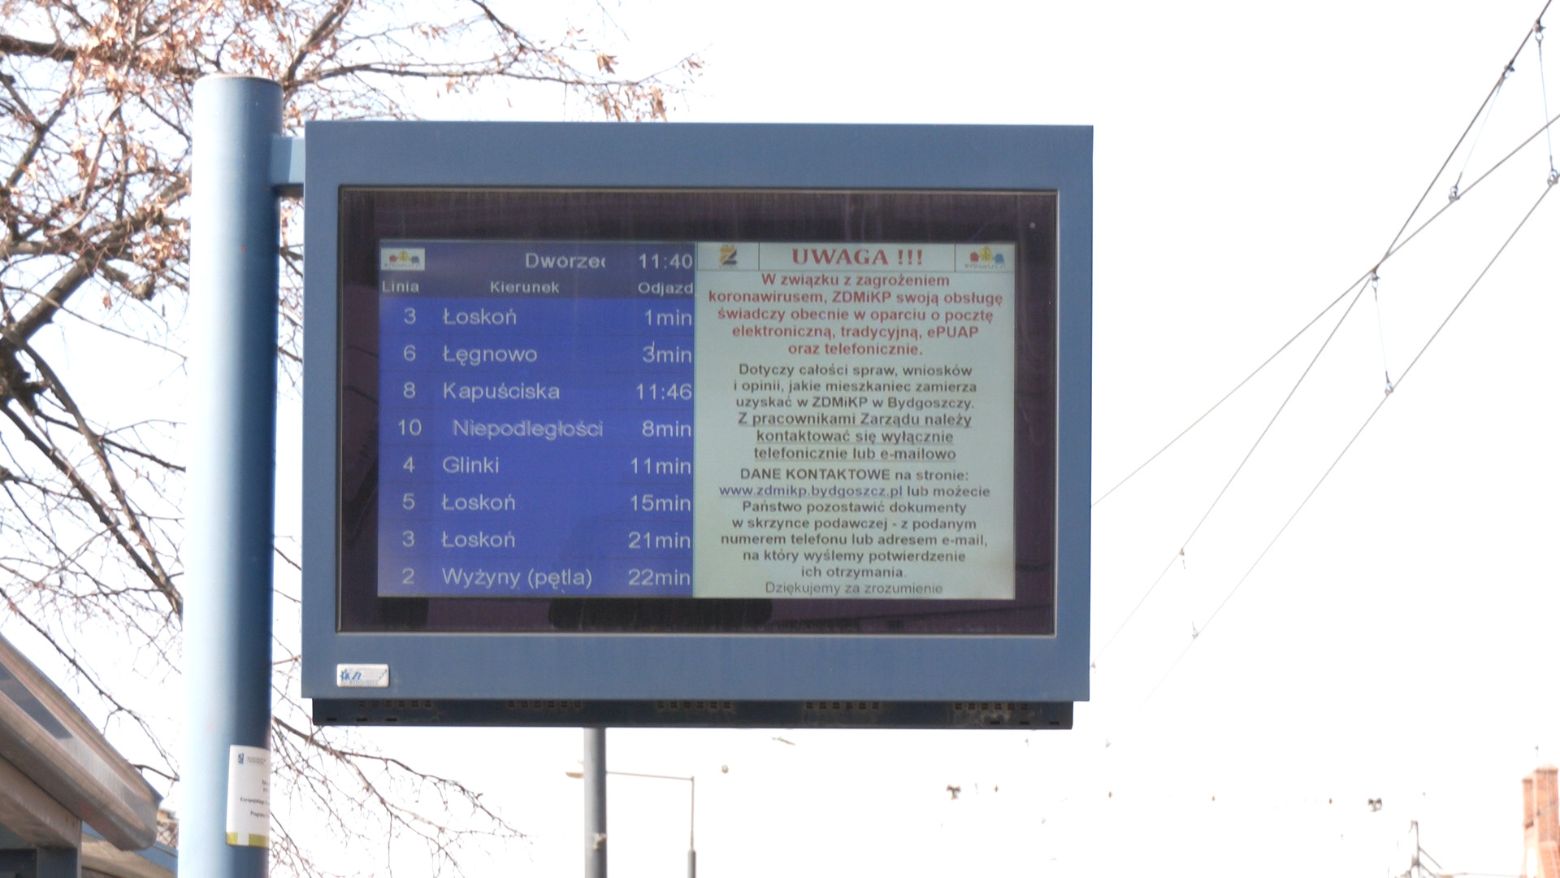 Dworzec 11:40
Linia Kierunek Odjazd
3 Łoskoń 1min
6 Łęgnowo 3min
8 Kapuściska 11:46
10 Niepodległości 8min
4 Glinki 11min
5 Łoskoń 15min
3 Łoskoń 21min
2 Wyżyny (pętla) 22min
UWAGA !!!
W związku z zagrożeniem
koronawirusem, ZDMiKP swoją obsługę
świadczy obecnie w oparciu o pocztę
elektroniczną, tradycyjną, ePUAP
oraz telefonicznie.
Dotyczy całości spraw, wniosków
i opinii, jakie mieszkaniec zamierza
uzyskać w ZDMiKP w Bydgoszczy.
Z pracownikami Zarządu należy
kontaktować się wyłącznie
telefonicznie lub e-mailowo
DANE KONTAKTOWE na stronie:
www.zdmikp.bydgoszcz.pl lub możecie
Państwo pozostawić dokumenty
w skrzynce podawczej - z podanym
numerem telefonu lub adresem e-mail,
na który wyślemy potwierdzenie
ich otrzymania.
Dziękujemy za zrozumienie